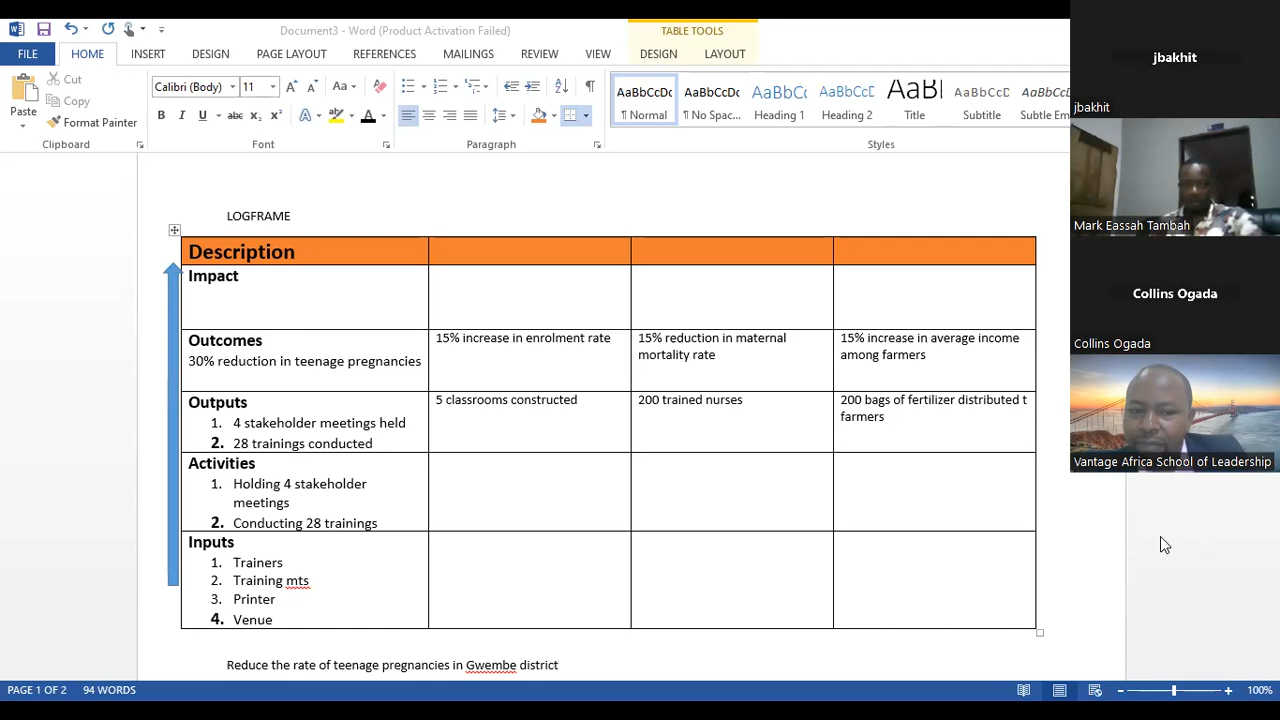 Document3 - Word (Product Activation Failed)
TABLE TOOLS
FILE HOME INSERT DESIGN PAGE LAYOUT REFERENCES MAILINGS REVIEW VIEW DESIGN LAYOUT
Paste
Cut
Copy
Format Painter
Clipboard
Calibri (Body) 11
Font
Paragraph
AaBbCcDc AaBbCcDc AaBbCc AaBbCcD AaBl AaBbCcD AaBbCcD
¶ Normal ¶ No Spac... Heading 1 Heading 2 Title Subtitle Subtle Em
Styles
LOGFRAME
Description
Impact
Outcomes
30% reduction in teenage pregnancies
15% increase in enrolment rate
15% reduction in maternal
mortality rate
15% increase in average income
among farmers
Outputs
1. 4 stakeholder meetings held
2. 28 trainings conducted
5 classrooms constructed
200 trained nurses
200 bags of fertilizer distributed t
farmers
Activities
1. Holding 4 stakeholder
meetings
2. Conducting 28 trainings
Inputs
1. Trainers
2. Training mts
3. Printer
4. Venue
Reduce the rate of teenage pregnancies in Gwembe district
PAGE 1 OF 2 94 WORDS
100%
jbakhit
jbakhit
Mark Eassah Tambah
Collins Ogada
Collins Ogada
Vantage Africa School of Leadership